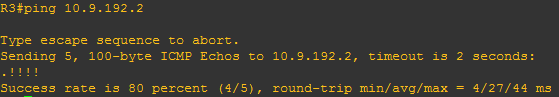 R3#ping 10.9.192.2
Type escape sequence to abort.
Sending 5, 100-byte ICMP Echos to 10.9.192.2, timeout is 2 seconds:
.!!!!
Success rate is 80 percent (4/5), round-trip min/avg/max = 4/27/44 ms